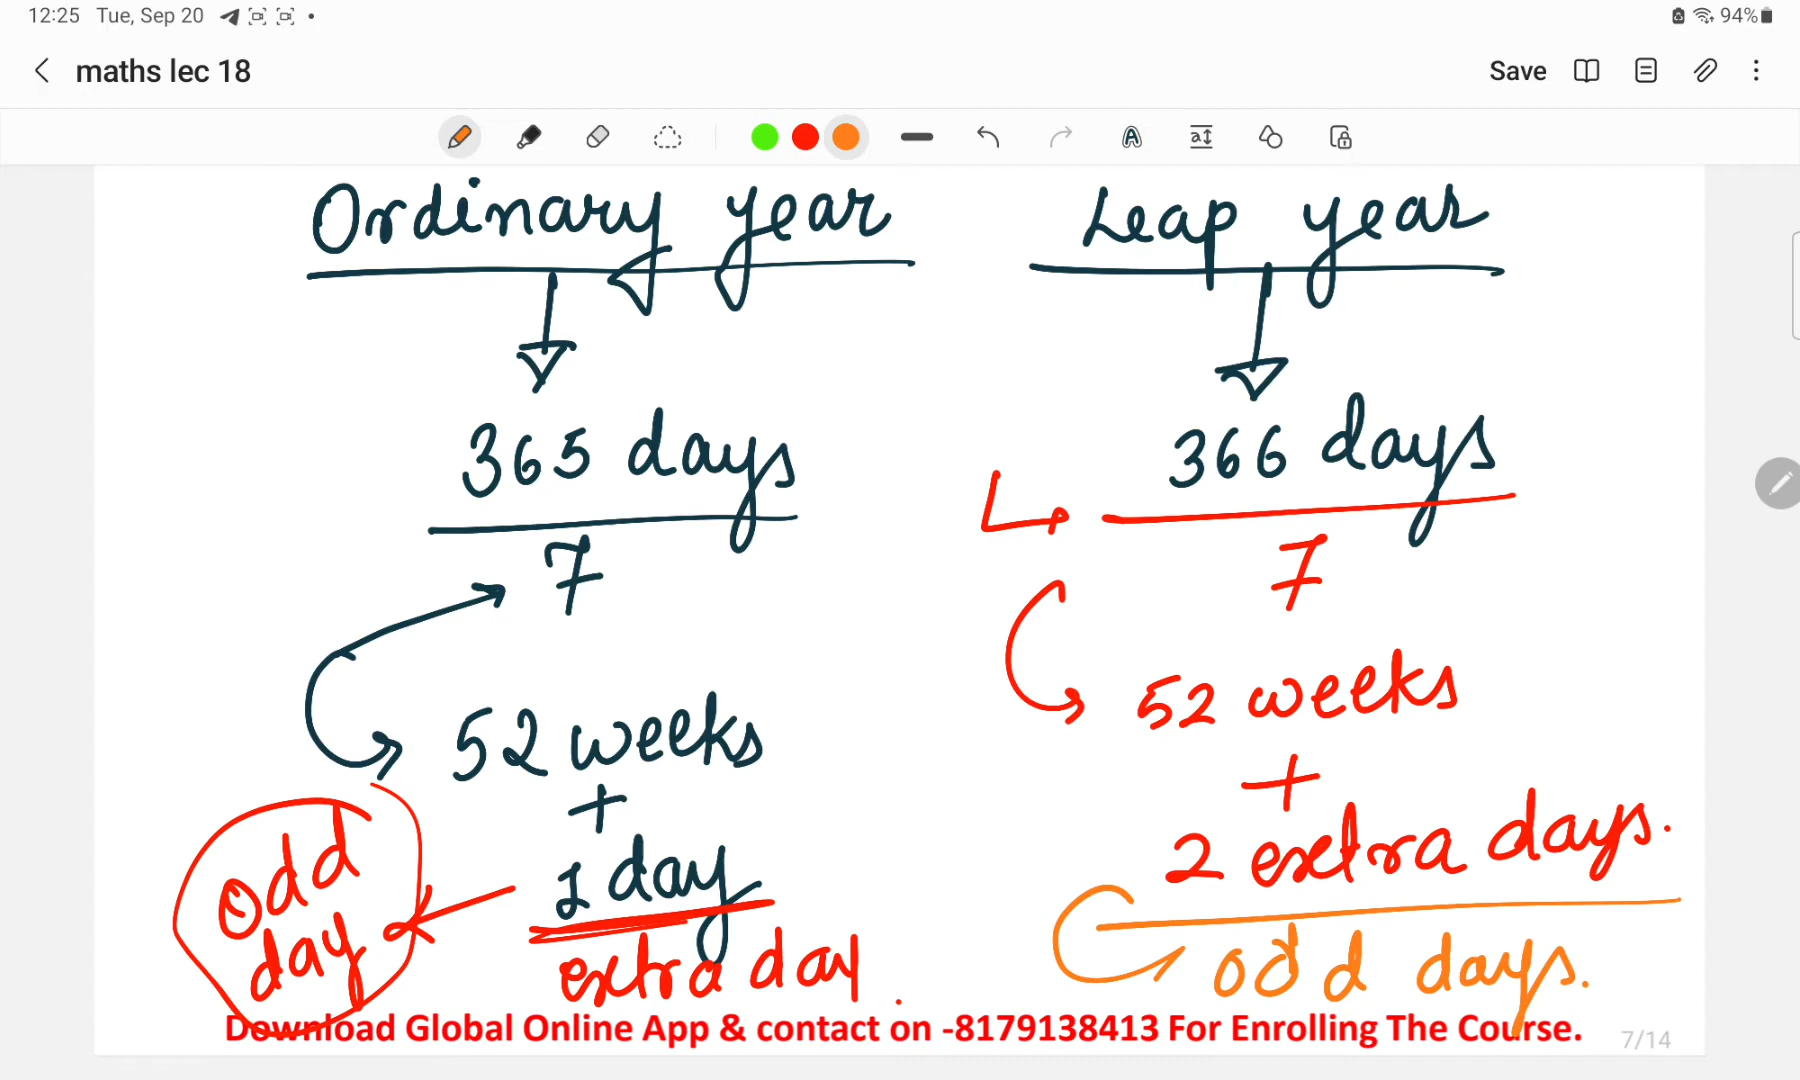 12:25 Tue, Sep 20
94%
maths lec 18
Save
Ordinary year
365 days
7
52 weeks
+
1 day
extra day.
odd
day
Leap year
366 days
7
52 weeks
+
2 extra days.
odd days.
Download Global Online App & contact on -8179138413 For Enrolling The Course.
7/14